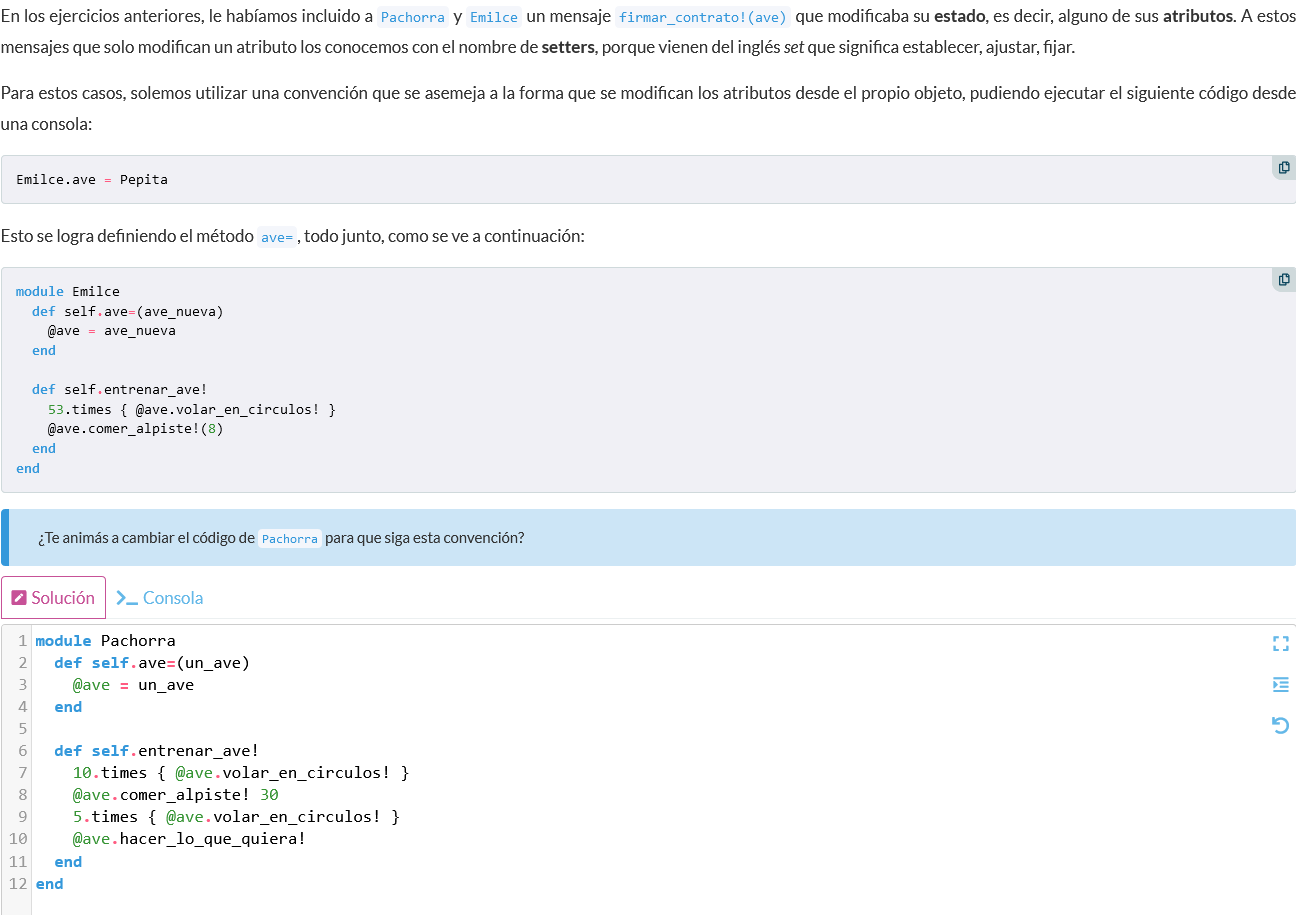 En los ejercicios anteriores, le habíamos incluido a Pachorra y Emilce un mensaje firmar_contrato!(ave) que modificaba su estado, es decir, alguno de sus atributos. A estos
mensajes que solo modifican un atributo los conocemos con el nombre de setters, porque vienen del inglés set que significa establecer, ajustar, fijar.
Para estos casos, solemos utilizar una convención que se asemeja a la forma que se modifican los atributos desde el propio objeto, pudiendo ejecutar el siguiente código desde
una consola:
Emilce.ave = Pepita
Esto se logra definiendo el método ave=, todo junto, como se ve a continuación:
module Emilce
  def self.ave=(ave_nueva)
    @ave = ave_nueva
  end

  def self.entrenar_ave!
    53.times { @ave.volar_en_circulos! }
    @ave.comer_alpiste!(8)
  end
end
¿Te animás a cambiar el código de Pachorra para que siga esta convención?
Solución Consola
1 module Pachorra
2   def self.ave=(un_ave)
3     @ave = un_ave
4   end
5
6   def self.entrenar_ave!
7     10.times { @ave.volar_en_circulos! }
8     @ave.comer_alpiste! 30
9     5.times { @ave.volar_en_circulos! }
10     @ave.hacer_lo_que_quiera!
11   end
12 end